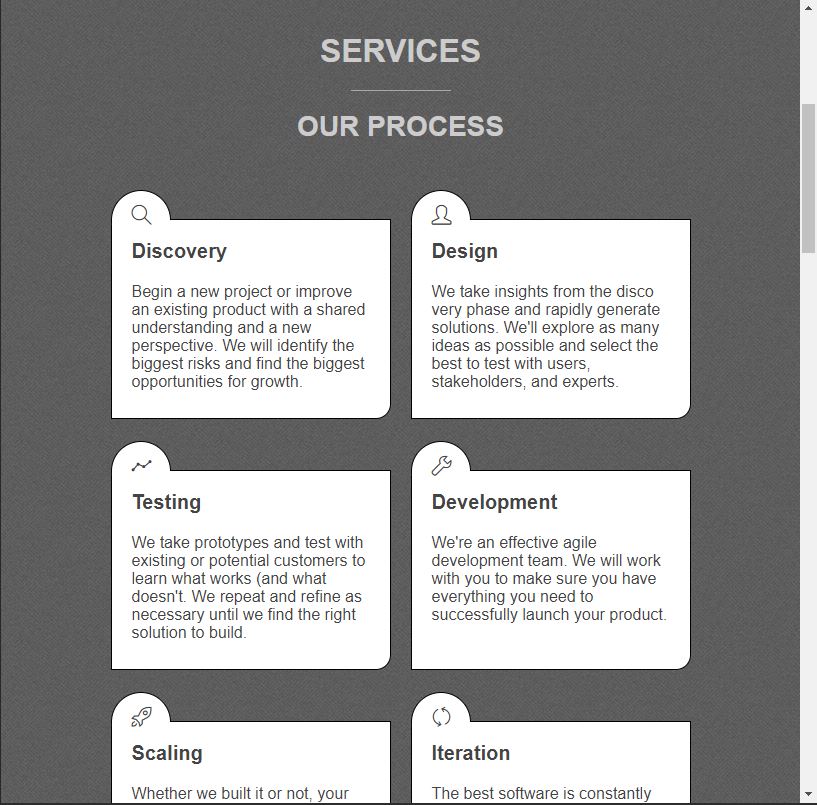 SERVICES
OUR PROCESS
Discovery
Begin a new project or improve
an existing product with a shared
understanding and a new
perspective. We will identify the
biggest risks and find the biggest
opportunities for growth.
Design
We take insights from the disco
very phase and rapidly generate
solutions. We'll explore as many
ideas as possible and select the
best to test with users,
stakeholders, and experts.
Testing
We take prototypes and test with
existing or potential customers to
learn what works (and what
doesn't. We repeat and refine as
necessary until we find the right
solution to build.
Development
We're an effective agile
development team. We will work
with you to make sure you have
everything you need to
successfully launch your product.
Scaling
Whether we built it or not, your
Iteration
The best software is constantly